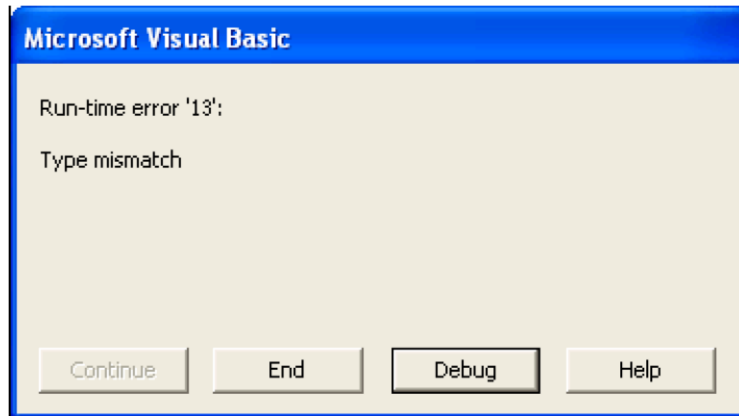 Microsoft Visual Basic
Run-time error '13':
Type mismatch
Continue End Debug Help